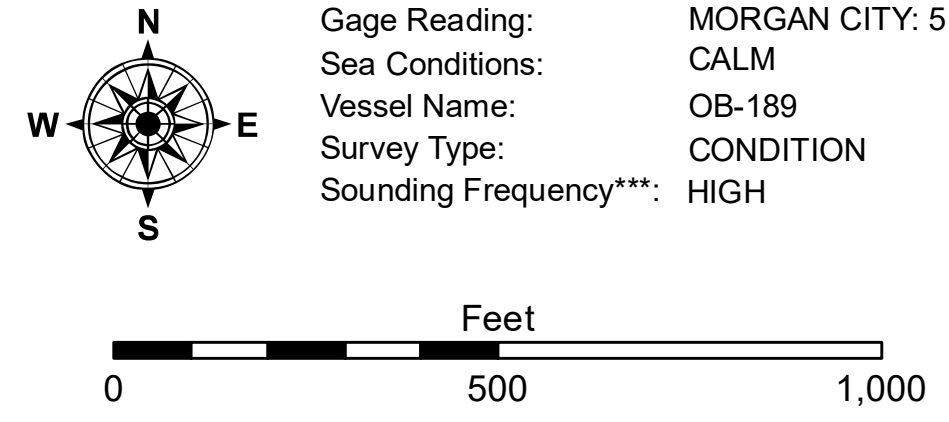 N
W E
S
Gage Reading: MORGAN CITY: 5
Sea Conditions: CALM
Vessel Name: OB-189
Survey Type: CONDITION
Sounding Frequency***: HIGH
Feet
0 500 1,000